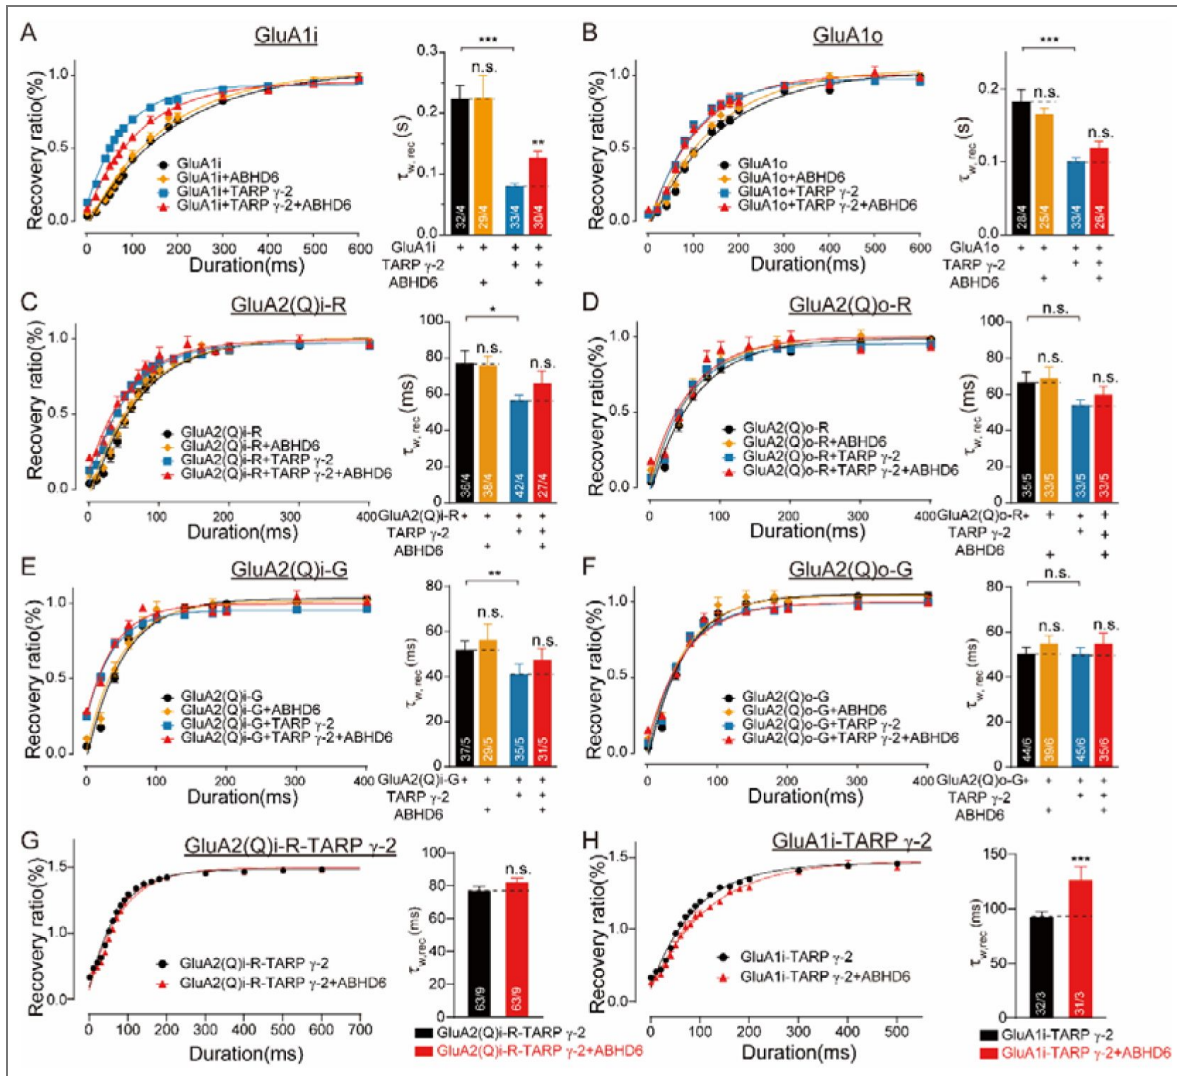 A
GluA1i
Recovery ratio(%)
1.0
0.5
0.0
GluA1i
GluA1i+ABHD6
GluA1i+TARP γ-2
GluA1i+TARP γ-2+ABHD6
0 100 200 300 400 500 600
Duration(ms)
τw, rec (s)
0.3
0.2
0.1
0.0
***
n.s.
**
32/4 29/4 33/4 30/4
GluA1i + + + +
TARP γ-2 + +
ABHD6 + +
B
GluA1o
Recovery ratio(%)
1.0
0.5
0.0
GluA1o
GluA1o+ABHD6
GluA1o+TARP γ-2
GluA1o+TARP γ-2+ABHD6
0 100 200 300 400 500 600
Duration(ms)
τw, rec (s)
0.2
0.1
0.0
***
n.s.
n.s.
28/4 25/4 33/4 26/4
GluA1o + + + +
TARP γ-2 + +
ABHD6 + +
C
GluA2(Q)i-R
Recovery ratio(%)
1.0
0.5
0.0
GluA2(Q)i-R
GluA2(Q)i-R+ABHD6
GluA2(Q)i-R+TARP γ-2
GluA2(Q)i-R+TARP γ-2+ABHD6
0 100 200 300 400
Duration(ms)
τw, rec (ms)
100
80
60
40
20
0
*
n.s.
n.s.
36/4 38/4 42/4 27/4
GluA2(Q)i-R + + + +
TARP γ-2 + +
ABHD6 + +
D
GluA2(Q)o-R
Recovery ratio(%)
1.0
0.5
0.0
GluA2(Q)o-R
GluA2(Q)o-R+ABHD6
GluA2(Q)o-R+TARP γ-2
GluA2(Q)o-R+TARP γ-2+ABHD6
0 100 200 300 400
Duration(ms)
τw, rec (ms)
100
80
60
40
20
0
n.s.
n.s.
n.s.
35/5 33/5 33/5 33/5
GluA2(Q)o-R + + + +
TARP γ-2 + +
ABHD6 + +
E
GluA2(Q)i-G
Recovery ratio(%)
1.0
0.5
0.0
GluA2(Q)i-G
GluA2(Q)i-G+ABHD6
GluA2(Q)i-G+TARP γ-2
GluA2(Q)i-G+TARP γ-2+ABHD6
0 100 200 300 400
Duration(ms)
τw, rec (ms)
80
60
40
20
0
**
n.s.
n.s.
37/5 29/5 35/5 31/5
GluA2(Q)i-G + + + +
TARP γ-2 + +
ABHD6 + +
F
GluA2(Q)o-G
Recovery ratio(%)
1.0
0.5
0.0
GluA2(Q)o-G
GluA2(Q)o-G+ABHD6
GluA2(Q)o-G+TARP γ-2
GluA2(Q)o-G+TARP γ-2+ABHD6
0 100 200 300 400
Duration(ms)
τw, rec (ms)
80
60
40
20
0
n.s.
n.s.
n.s.
44/6 39/6 45/6 35/6
GluA2(Q)o-G + + + +
TARP γ-2 + +
ABHD6 + +
G
GluA2(Q)i-R-TARP γ-2
Recovery ratio(%)
1.5
1.0
0.0
GluA2(Q)i-R-TARP γ-2
GluA2(Q)i-R-TARP γ-2+ABHD6
0 100 200 300 400 500 600 700
Duration(ms)
τw,rec (ms)
100
80
60
40
20
0
n.s.
63/9 63/9
GluA2(Q)i-R-TARP γ-2
GluA2(Q)i-R-TARP γ-2+ABHD6
H
GluA1i-TARP γ-2
Recovery ratio(%)
1.5
1.0
0.0
GluA1i-TARP γ-2
GluA1i-TARP γ-2+ABHD6
0 100 200 300 400 500
Duration(ms)
τw,rec (ms)
150
100
50
0
***
32/3 31/3
GluA1i-TARP γ-2
GluA1i-TARP γ-2+ABHD6